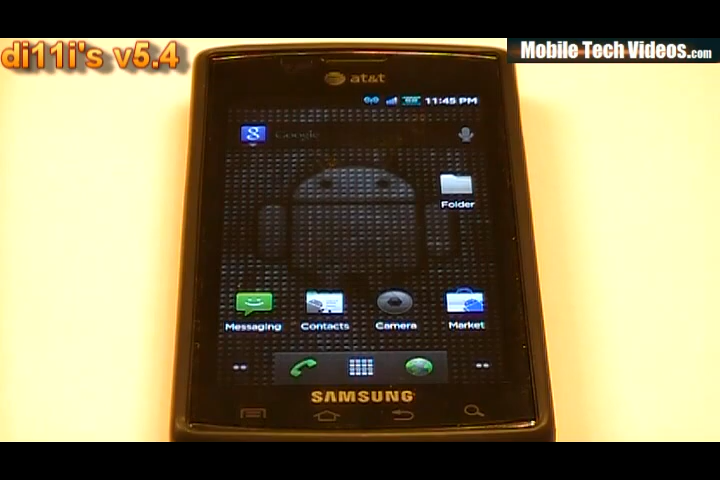 di11i's v5.4
Mobile Tech Videos.com
at&t
11:45 PM
Google
Folder
Messaging
Contacts
Camera
Market
SAMSUNG